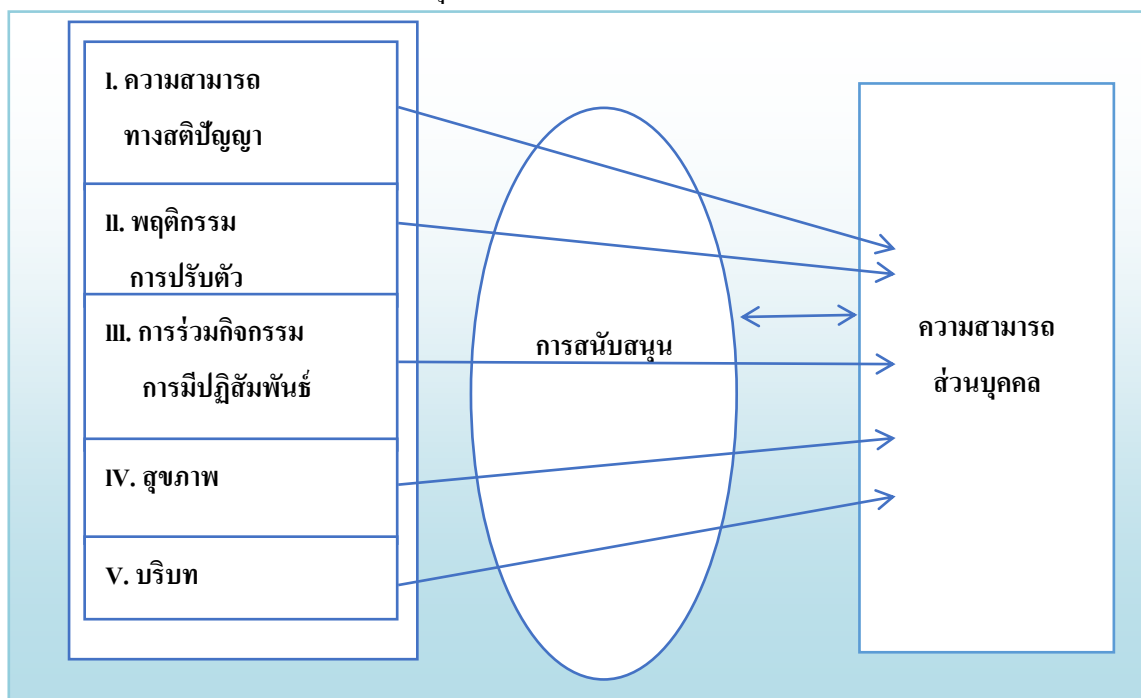 I. ความสามารถ
ทางสติปัญญา
II. พฤติกรรม
การปรับตัว
III. การร่วมกิจกรรม
การมีปฏิสัมพันธ์
IV. สุขภาพ
V. บริบท
การสนับสนุน
ความสามารถ
ส่วนบุคคล